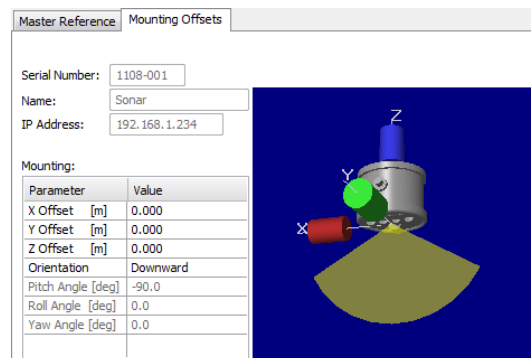 Master Reference Mounting Offsets
Serial Number: 1108-001
Name: Sonar
IP Address: 192.168.1.234
Mounting:
Parameter Value
X Offset [m] 0.000
Y Offset [m] 0.000
Z Offset [m] 0.000
Orientation Downward
Pitch Angle [deg] -90.0
Roll Angle [deg] 0.0
Yaw Angle [deg] 0.0
Z
Y
X